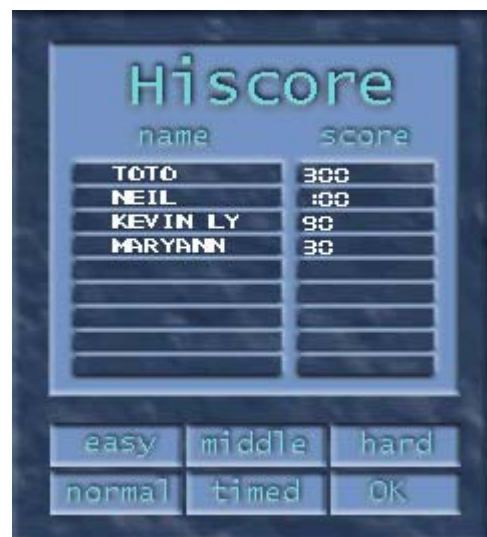 Hiscore
name score
TOTO 300
NEIL :00
KEVIN LY 90
MARYANN 30
easy middle hard
normal timed OK